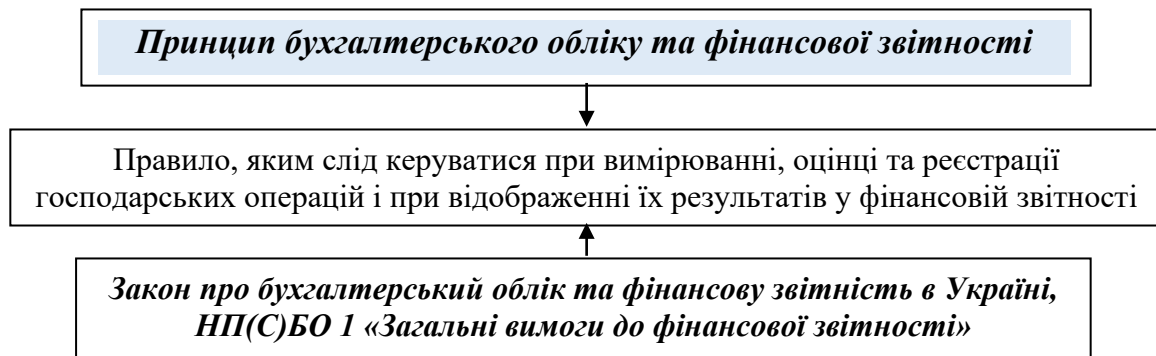 Принцип бухгалтерського обліку та фінансової звітності
Правило, яким слід керуватися при вимірюванні, оцінці та реєстрації
господарських операцій і при відображенні їх результатів у фінансовій звітності
Закон про бухгалтерський облік та фінансову звітність в Україні,
НП(С)БО 1 «Загальні вимоги до фінансової звітності»